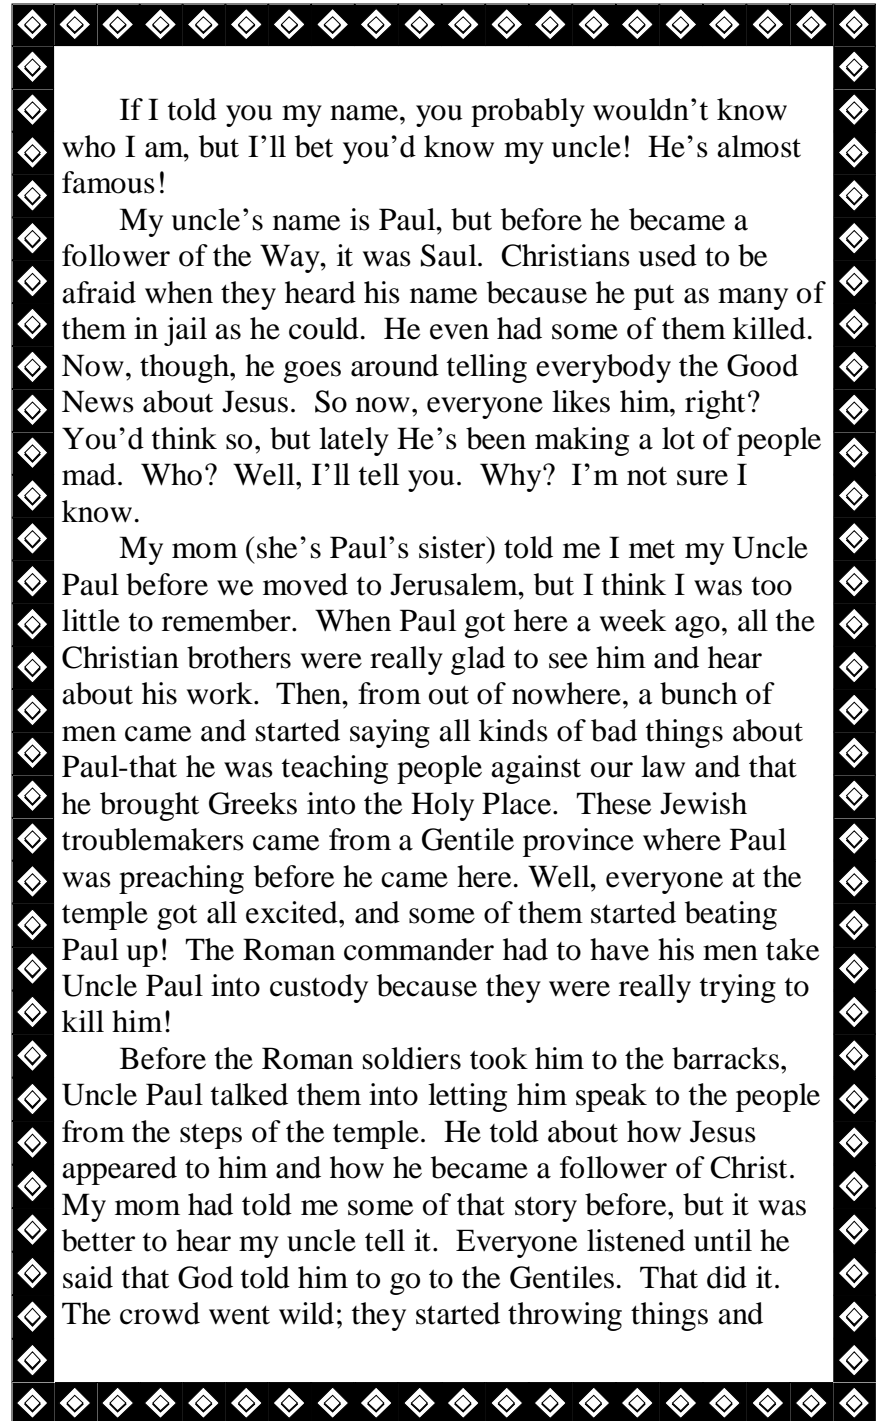 If I told you my name, you probably wouldn’t know
who I am, but I’ll bet you’d know my uncle!  He’s almost
famous!
My uncle’s name is Paul, but before he became a
follower of the Way, it was Saul.  Christians used to be
afraid when they heard his name because he put as many of
them in jail as he could.  He even had some of them killed.
Now, though, he goes around telling everybody the Good
News about Jesus.  So now, everyone likes him, right?
You’d think so, but lately He’s been making a lot of people
mad.  Who?  Well, I’ll tell you.  Why?  I’m not sure I
know.
My mom (she’s Paul’s sister) told me I met my Uncle
Paul before we moved to Jerusalem, but I think I was too
little to remember.  When Paul got here a week ago, all the
Christian brothers were really glad to see him and hear
about his work.  Then, from out of nowhere, a bunch of
men came and started saying all kinds of bad things about
Paul-that he was teaching people against our law and that
he brought Greeks into the Holy Place.  These Jewish
troublemakers came from a Gentile province where Paul
was preaching before he came here. Well, everyone at the
temple got all excited, and some of them started beating
Paul up!  The Roman commander had to have his men take
Uncle Paul into custody because they were really trying to
kill him!
Before the Roman soldiers took him to the barracks,
Uncle Paul talked them into letting him speak to the people
from the steps of the temple.  He told about how Jesus
appeared to him and how he became a follower of Christ.
My mom had told me some of that story before, but it was
better to hear my uncle tell it.  Everyone listened until he
said that God told him to go to the Gentiles.  That did it.
The crowd went wild; they started throwing things and